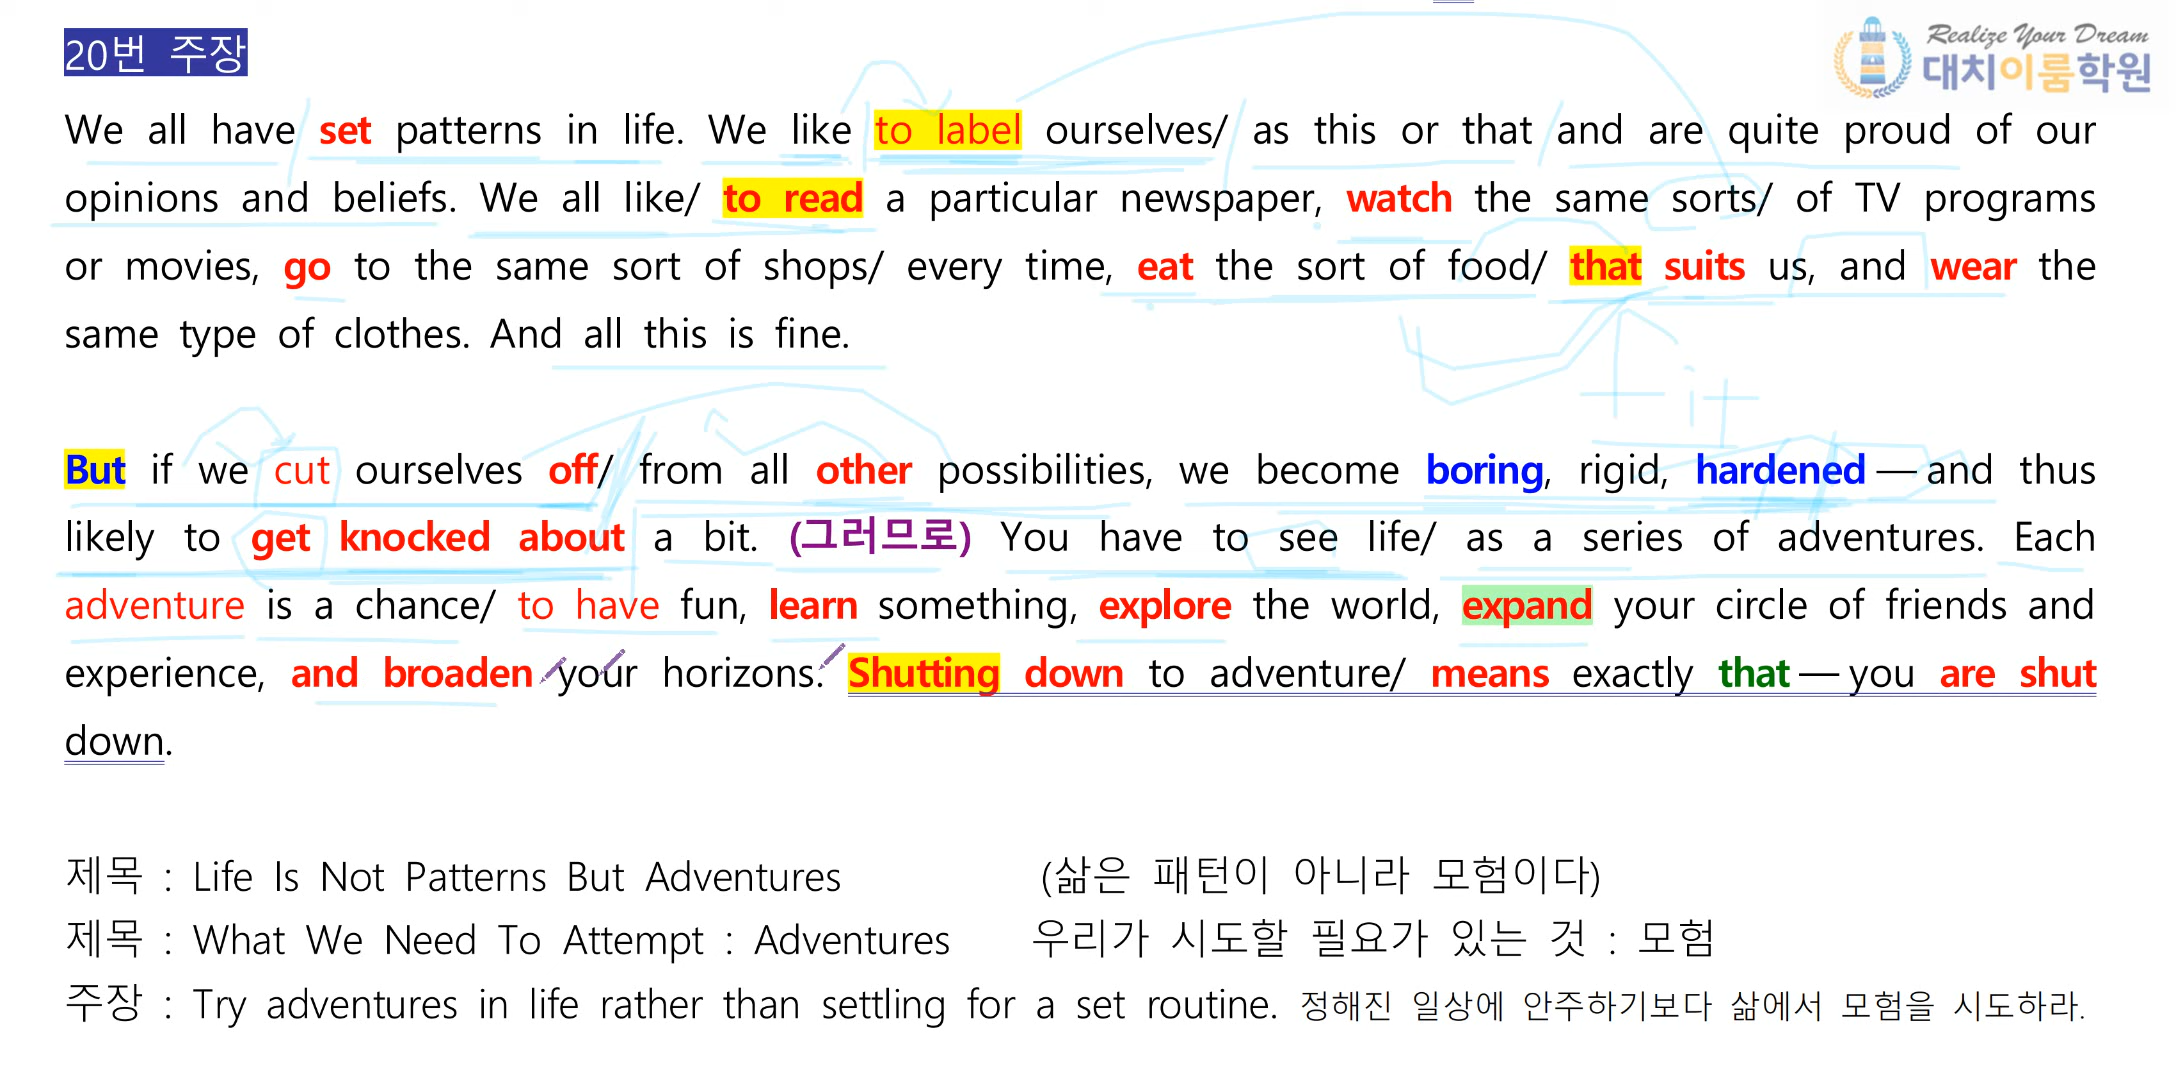 20번 주장
Realize Your Dream
대치이룸학원
We all have set patterns in life. We like to label ourselves/ as this or that and are quite proud of our
opinions and beliefs. We all like/ to read a particular newspaper, watch the same sorts/ of TV programs
or movies, go to the same sort of shops/ every time, eat the sort of food/ that suits us, and wear the
same type of clothes. And all this is fine.
+it
But if we cut ourselves off/ from all other possibilities, we become boring, rigid, hardened — and thus
likely to get knocked about a bit. (그러므로) You have to see life/ as a series of adventures. Each
adventure is a chance/ to have fun, learn something, explore the world, expand your circle of friends and
experience, and broaden your horizons. Shutting down to adventure/ means exactly that — you are shut
down.
제목 : Life Is Not Patterns But Adventures (삶은 패턴이 아니라 모험이다)
제목 : What We Need To Attempt : Adventures 우리가 시도할 필요가 있는 것 : 모험
주장 : Try adventures in life rather than settling for a set routine. 정해진 일상에 안주하기보다 삶에서 모험을 시도하라.